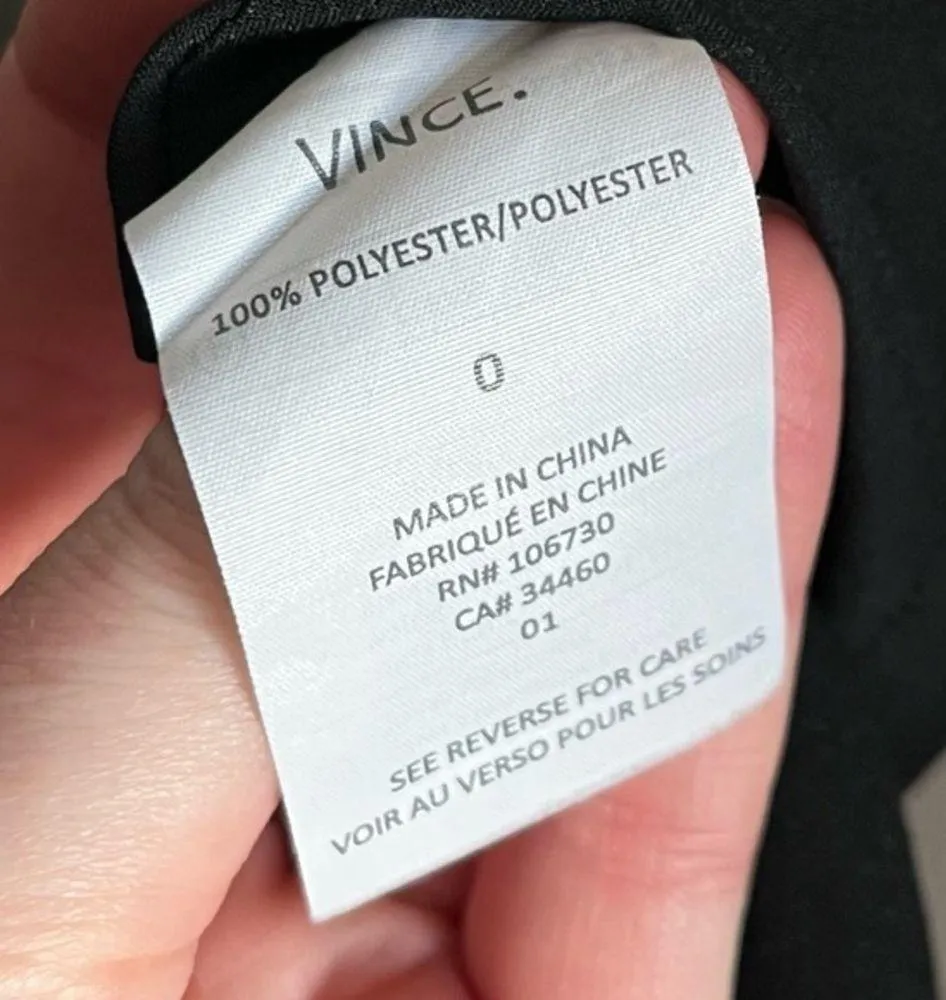 VINCE.
100% POLYESTER/POLYESTER
0
MADE IN CHINA
FABRIQUÉ EN CHINE
RN# 106730
CA# 34460
01
SEE REVERSE FOR CARE
VOIR AU VERSO POUR LES SOINS